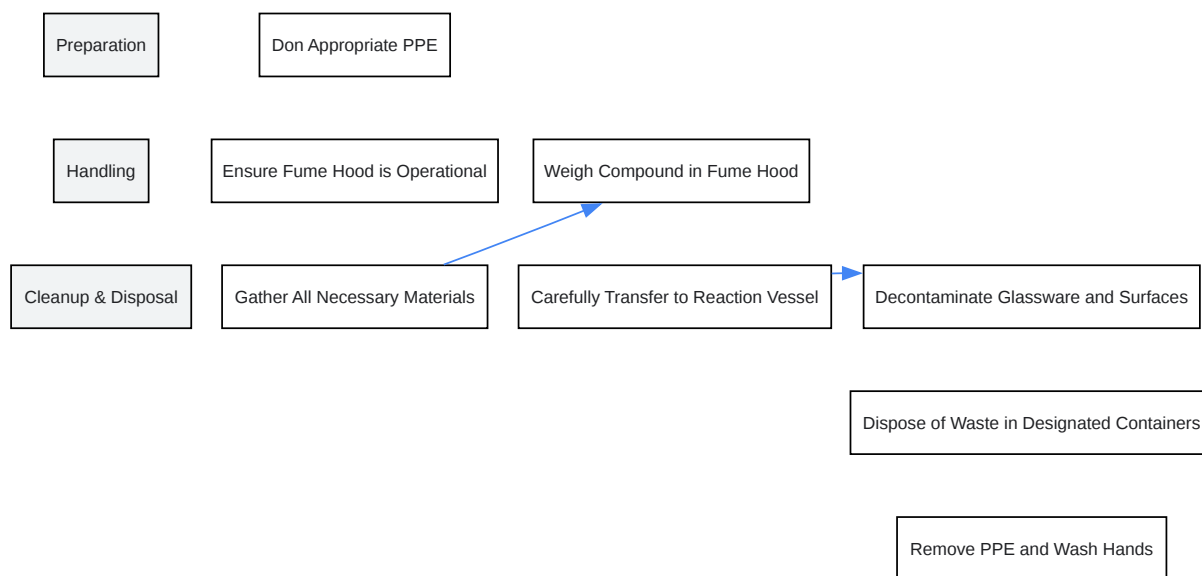 Preparation
Don Appropriate PPE
Handling
Ensure Fume Hood is Operational
Weigh Compound in Fume Hood
Cleanup & Disposal
Gather All Necessary Materials
Carefully Transfer to Reaction Vessel
Decontaminate Glassware and Surfaces
Dispose of Waste in Designated Containers
Remove PPE and Wash Hands